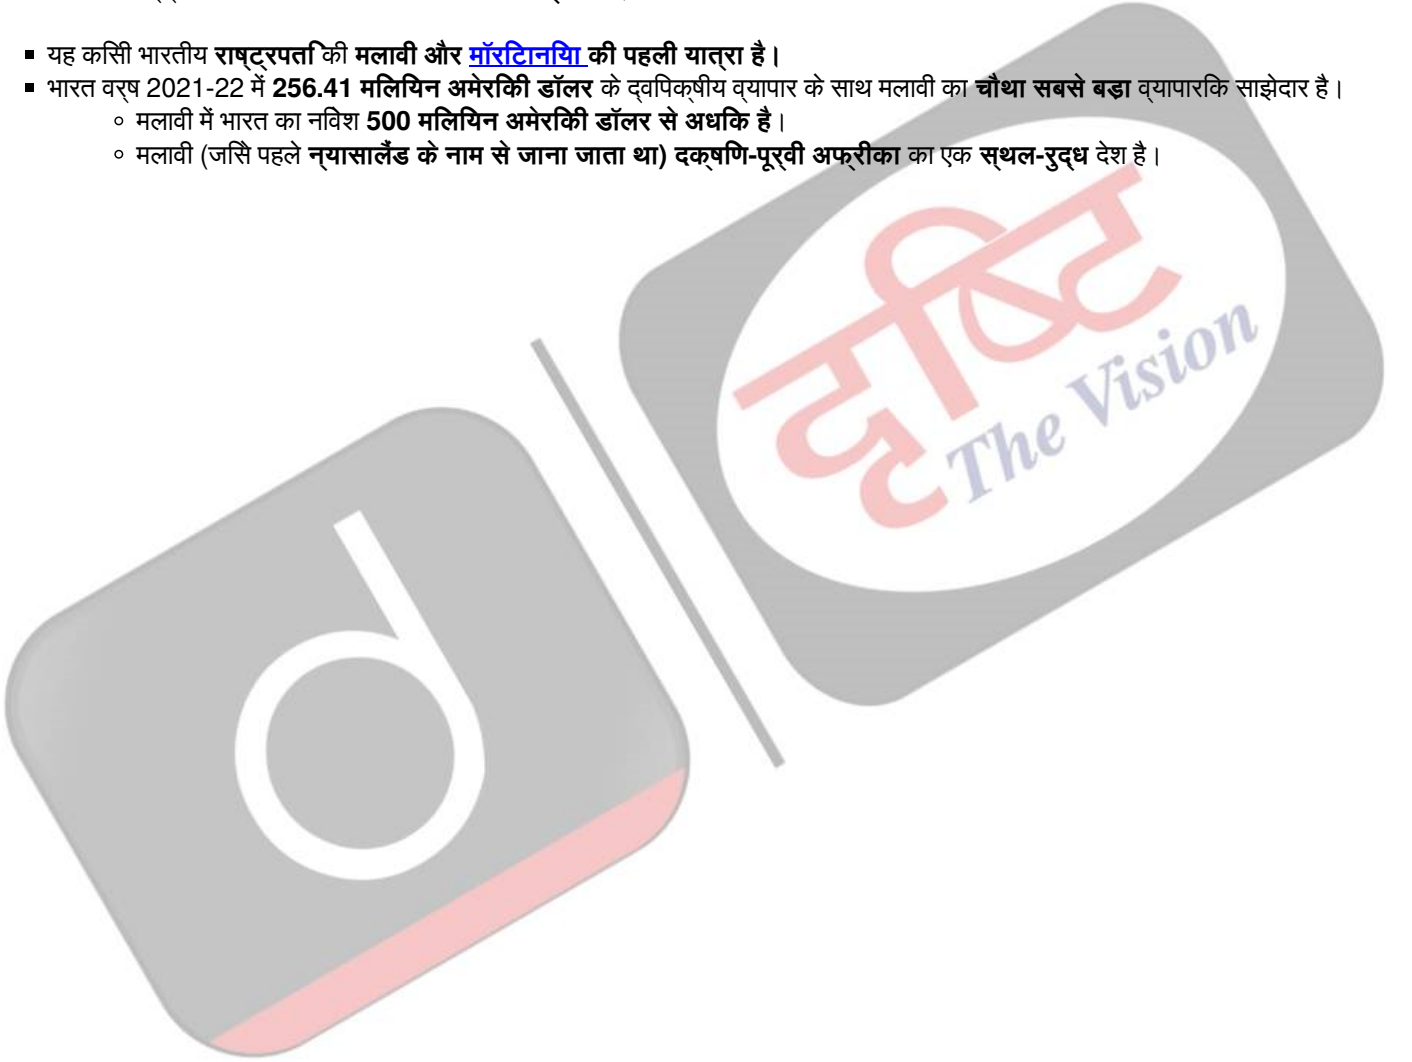 यह किसी भारतीय राष्ट्रपति की मलावी और मॉरिटानिया की पहली यात्रा है।
भारत वर्ष 2021-22 में 256.41 मिलियन अमेरिकी डॉलर के द्विपक्षीय व्यापार के साथ मलावी का चौथा सबसे बड़ा व्यापारिक साझेदार है।
मलावी में भारत का निवेश 500 मिलियन अमेरिकी डॉलर से अधिक है।
मलावी (जिसे पहले न्यासालैंड के नाम से जाना जाता था) दक्षिण-पूर्वी अफ्रीका का एक स्थल-रुद्ध देश है।
दृष्टि
The Vision
d